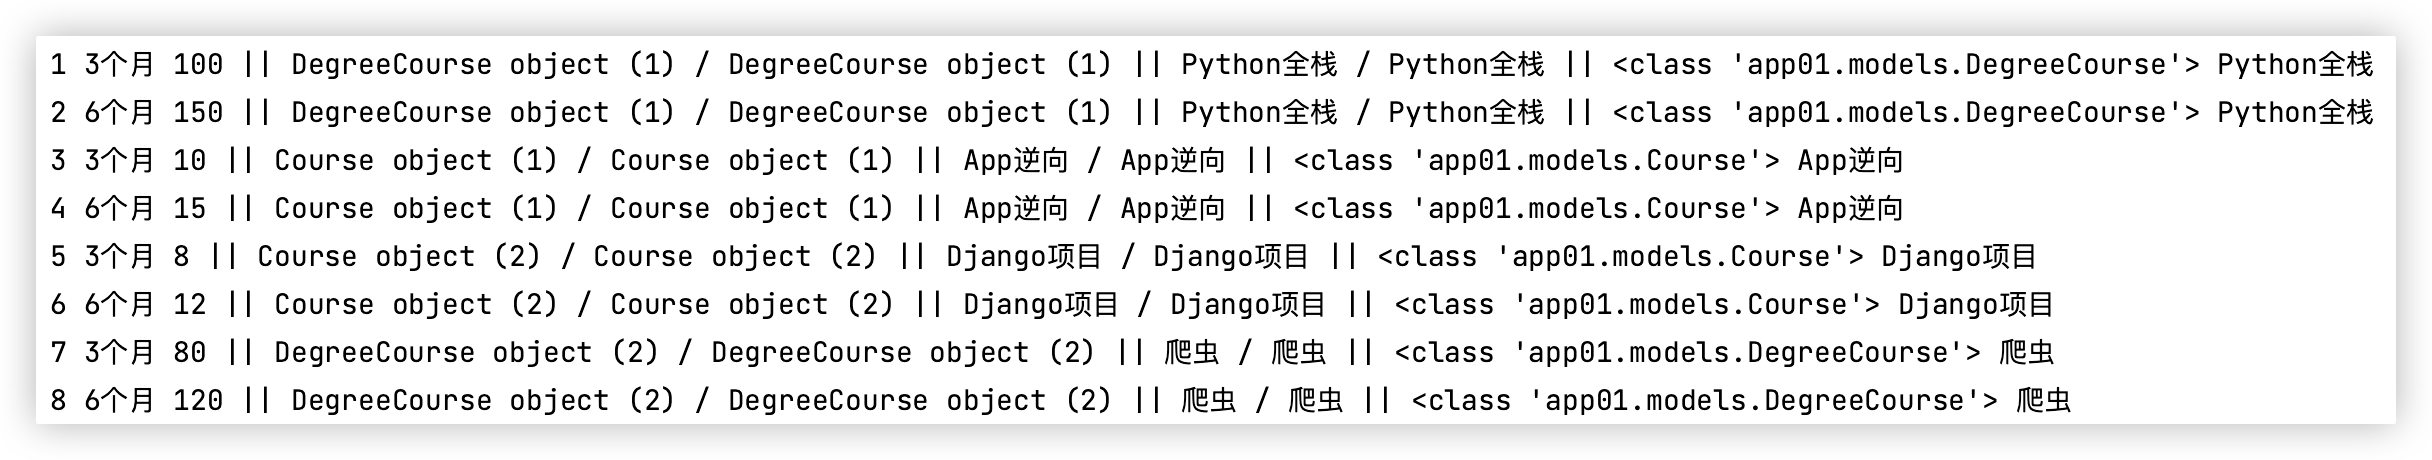 1 3个月 100 || DegreeCourse object (1) / DegreeCourse object (1) || Python全栈 / Python全栈 || <class 'app01.models.DegreeCourse'> Python全栈
2 6个月 150 || DegreeCourse object (1) / DegreeCourse object (1) || Python全栈 / Python全栈 || <class 'app01.models.DegreeCourse'> Python全栈
3 3个月 10 || Course object (1) / Course object (1) || App逆向 / App逆向 || <class 'app01.models.Course'> App逆向
4 6个月 15 || Course object (1) / Course object (1) || App逆向 / App逆向 || <class 'app01.models.Course'> App逆向
5 3个月 8 || Course object (2) / Course object (2) || Django项目 / Django项目 || <class 'app01.models.Course'> Django项目
6 6个月 12 || Course object (2) / Course object (2) || Django项目 / Django项目 || <class 'app01.models.Course'> Django项目
7 3个月 80 || DegreeCourse object (2) / DegreeCourse object (2) || 爬虫 / 爬虫 || <class 'app01.models.DegreeCourse'> 爬虫
8 6个月 120 || DegreeCourse object (2) / DegreeCourse object (2) || 爬虫 / 爬虫 || <class 'app01.models.DegreeCourse'> 爬虫